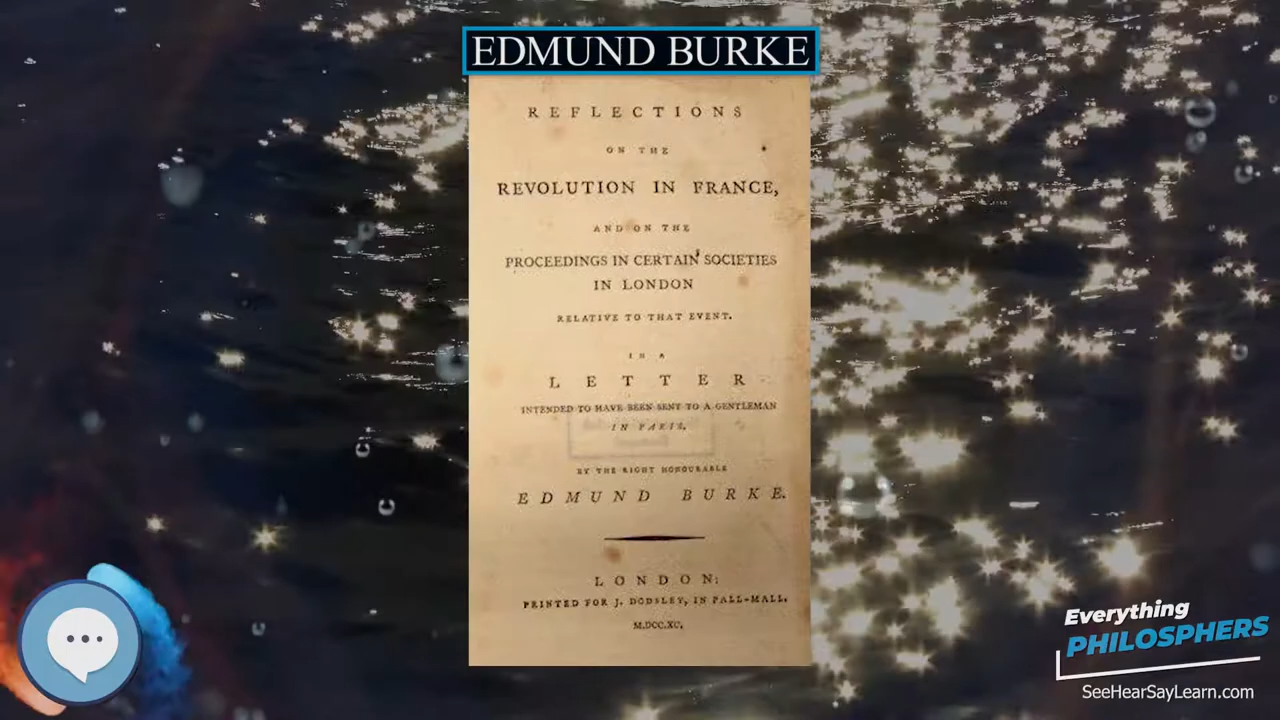 EDMUND BURKE
REFLECTIONS
ON THE
REVOLUTION IN FRANCE,
AND ON THE
PROCEEDINGS IN CERTAIN SOCIETIES
IN LONDON
RELATIVE TO THAT EVENT.
IN A
LETTER
INTENDED TO HAVE BEEN SENT TO A GENTLEMAN
IN PARIS.
BY THE RIGHT HONOURABLE
EDMUND BURKE.
LONDON:
PRINTED FOR J. DODSLEY, IN PALL-MALL.
M.DCC.XC.
Everything
PHILOSPHERS
SeeHearSayLearn.com